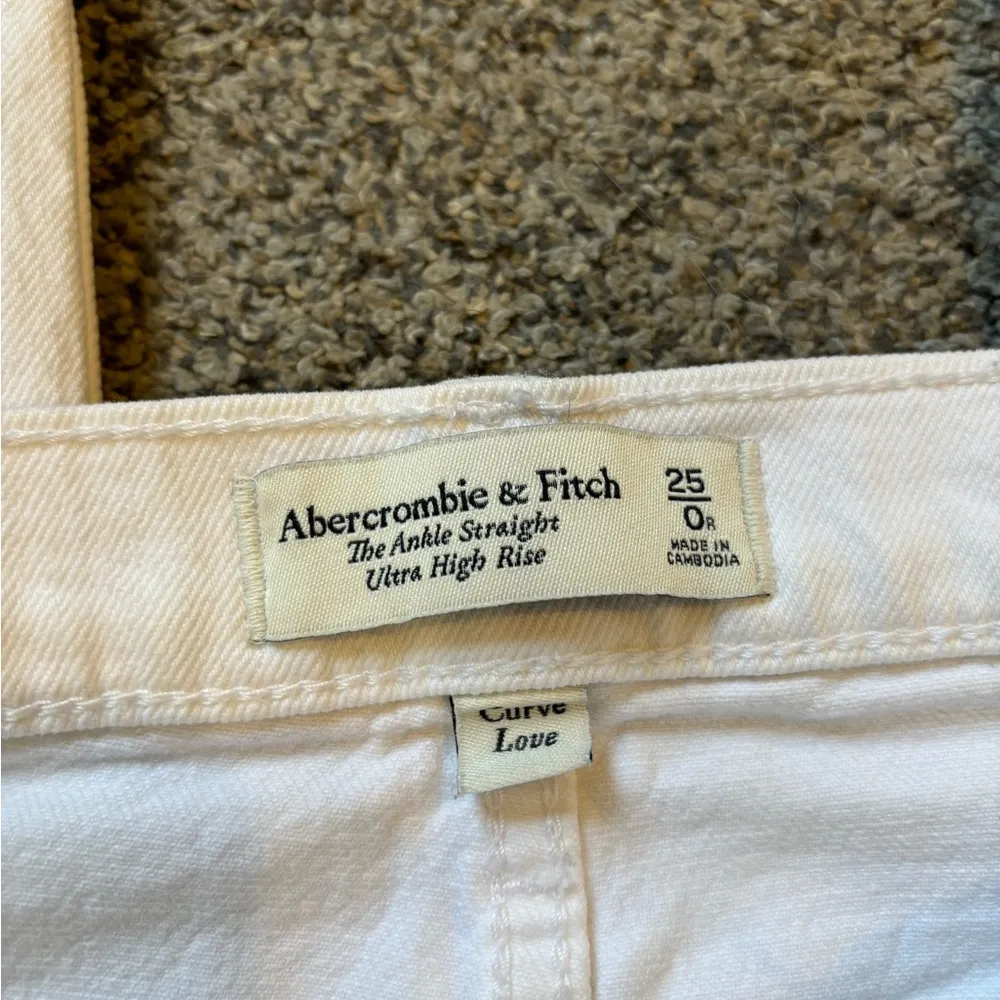 Abercrombie & Fitch
The Ankle Straight
Ultra High Rise
25
0R
MADE IN
CAMBODIA
Curve
Love